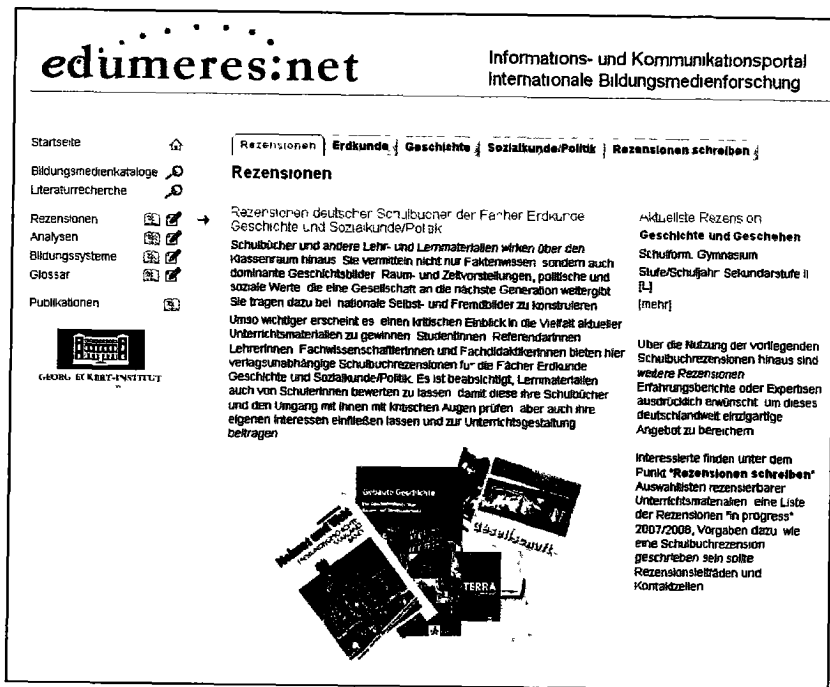 edumeres:net
Informations- und Kommunikationsportal
Internationale Bildungsmedienforschung
Startseite
Bildungsmedienkataloge
Literaturrecherche
Rezensionen
Analysen
Bildungssysteme
Glossar
Publikationen
GEORG ECKERT-INSTITUT
Rezensionen
Erdkunde
Geschichte
Sozialkunde/Politik
Rezensionen schreiben
Rezensionen
Rezensionen deutscher Schulbücher der Fächer Erdkunde
Geschichte und Sozialkunde/Politik
Schulbücher und andere Lehr- und Lernmaterialien wirken über den
Klassenraum hinaus Sie vermitteln nicht nur Faktenwissen sondern auch
dominante Geschichtsbilder Raum- und Zeitvorstellungen, politische und
soziale Werte die eine Gesellschaft an die nächste Generation weitergibt
Sie tragen dazu bei nationale Selbst- und Fremdbilder zu konstruieren
Umso wichtiger erscheint es einen kritischen Einblick in die Vielfalt aktueller
Unterrichtsmaterialien zu gewinnen StudentInnen ReferendarInnen
LehrerInnen FachwissenschaftlerInnen und FachdidaktikerInnen bieten hier
verlagsunabhängige Schulbuchrezensionen für die Fächer Erdkunde
Geschichte und Sozialkunde/Politik. Es ist beabsichtigt, Lernmaterialien
auch von SchülerInnen bewerten zu lassen damit diese ihre Schulbücher
und den Umgang mit ihnen mit kritischen Augen prüfen aber auch ihre
eigenen Interessen einfließen lassen und zur Unterrichtsgestaltung
beitragen
Gebaute Geschichte
Gesellschaft
Heimat und Welt
TERRA
Aktuellste Rezension
Geschichte und Geschehen
Schulform. Gymnasium
Stufe/Schuljahr Sekundarstufe II
[L]
[mehr]
Über die Nutzung der vorliegenden
Schulbuchrezensionen hinaus sind
weitere Rezensionen
Erfahrungsberichte oder Expertisen
ausdrücklich erwünscht um dieses
deutschlandweit einzigartige
Angebot zu bereichern
Interessierte finden unter dem
Punkt "Rezensionen schreiben"
Auswahllisten rezensierbarer
Unterrichtsmaterialien eine Liste
der Rezensionen "in progress"
2007/2008, Vorgaben dazu wie
eine Schulbuchrezension
geschrieben sein sollte
Rezensionsleitfäden und
Kontaktzeilen